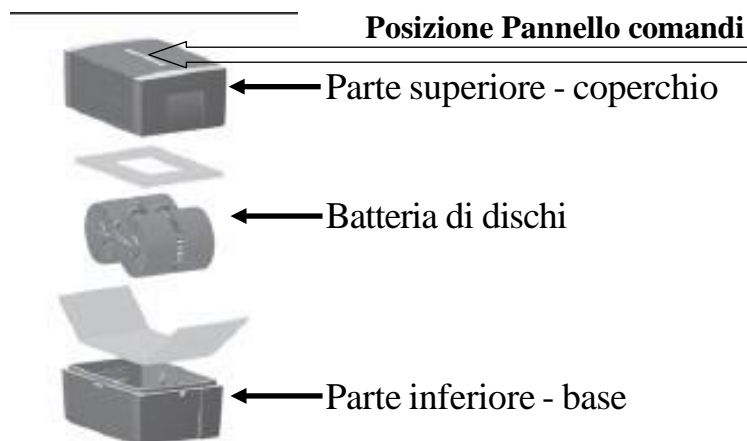 Posizione Pannello comandi
Parte superiore - coperchio
Batteria di dischi
Parte inferiore - base